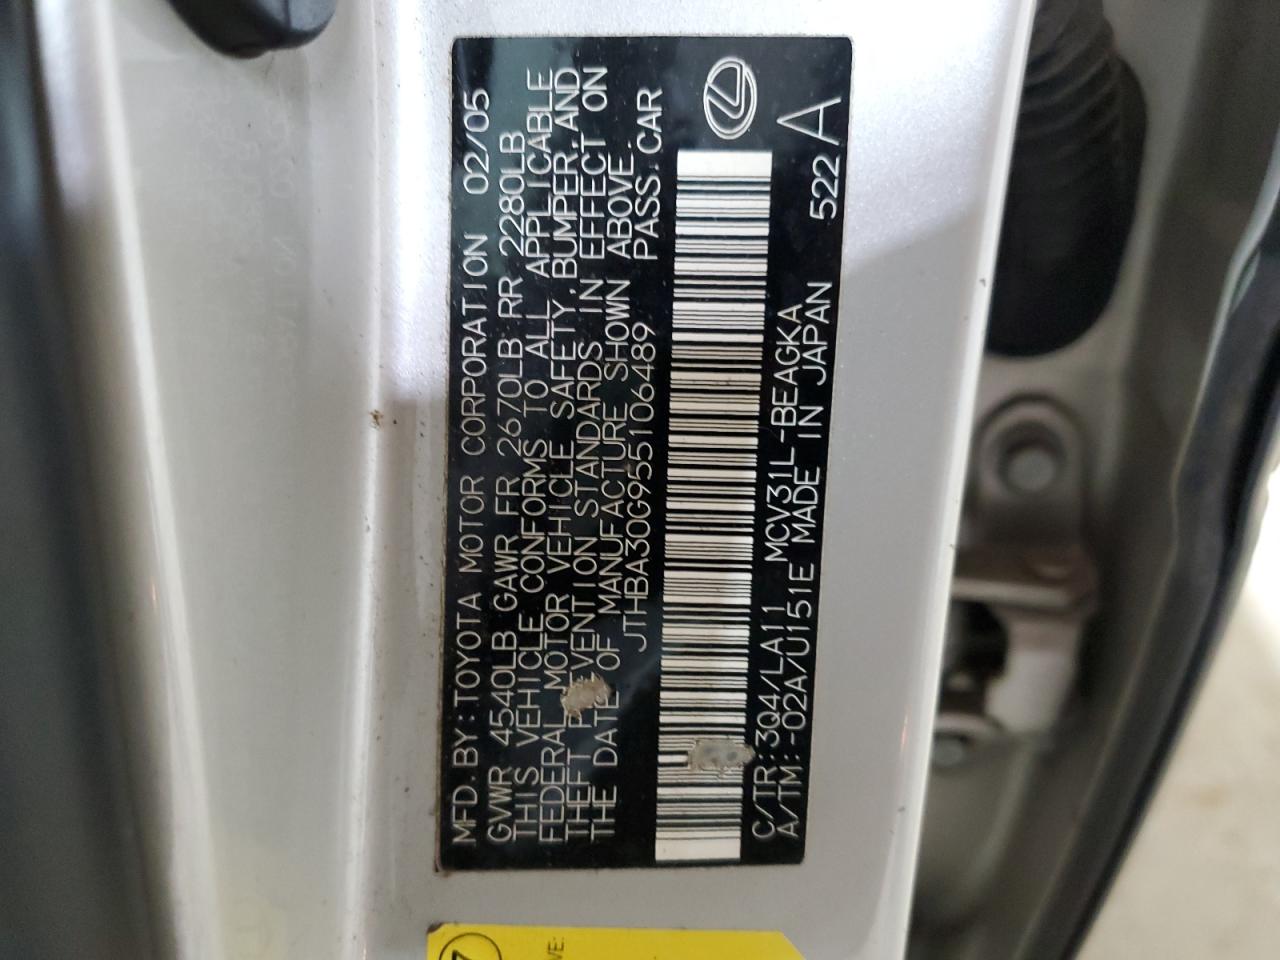 MFD.BY:TOYOTA MOTOR CORPORATION 02/05
GVWR 4540LB GAWR FR 2670LB RR 2280LB
THIS VEHICLE CONFORMS TO ALL APPLICABLE
FEDERAL MOTOR VEHICLE SAFETY, BUMPER, AND
THEFT PREVENTION STANDARDS IN EFFECT ON
THE DATE OF MANUFACTURE SHOWN ABOVE.
JTHBA30G955106489 PASS. CAR
C/TR:3Q4/LA11 MCV31L-BEAGKA
A/TM:-02A/U151E MADE IN JAPAN 522 A
7
VE: